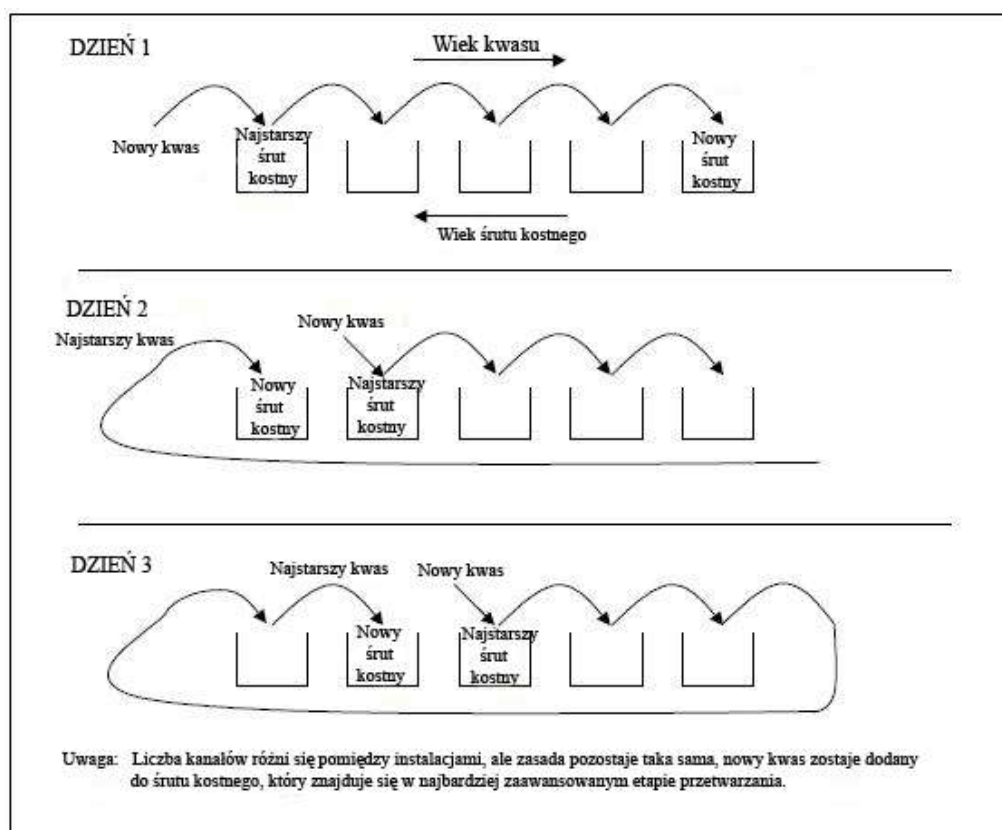 DZIEŃ 1
Wiek kwasu
Nowy kwas
Najstarszy
śrut
kostny
Nowy
śrut
kostny
Wiek śrutu kostnego
DZIEŃ 2
Najstarszy kwas
Nowy kwas
Nowy
śrut
kostny
Najstarszy
śrut
kostny
DZIEŃ 3
Najstarszy kwas
Nowy kwas
Nowy
śrut
kostny
Najstarszy
śrut
kostny
Uwaga: Liczba kanałów różni się pomiędzy instalacjami, ale zasada pozostaje taka sama, nowy kwas zostaje dodany
do śrutu kostnego, który znajduje się w najbardziej zaawansowanym etapie przetwarzania.